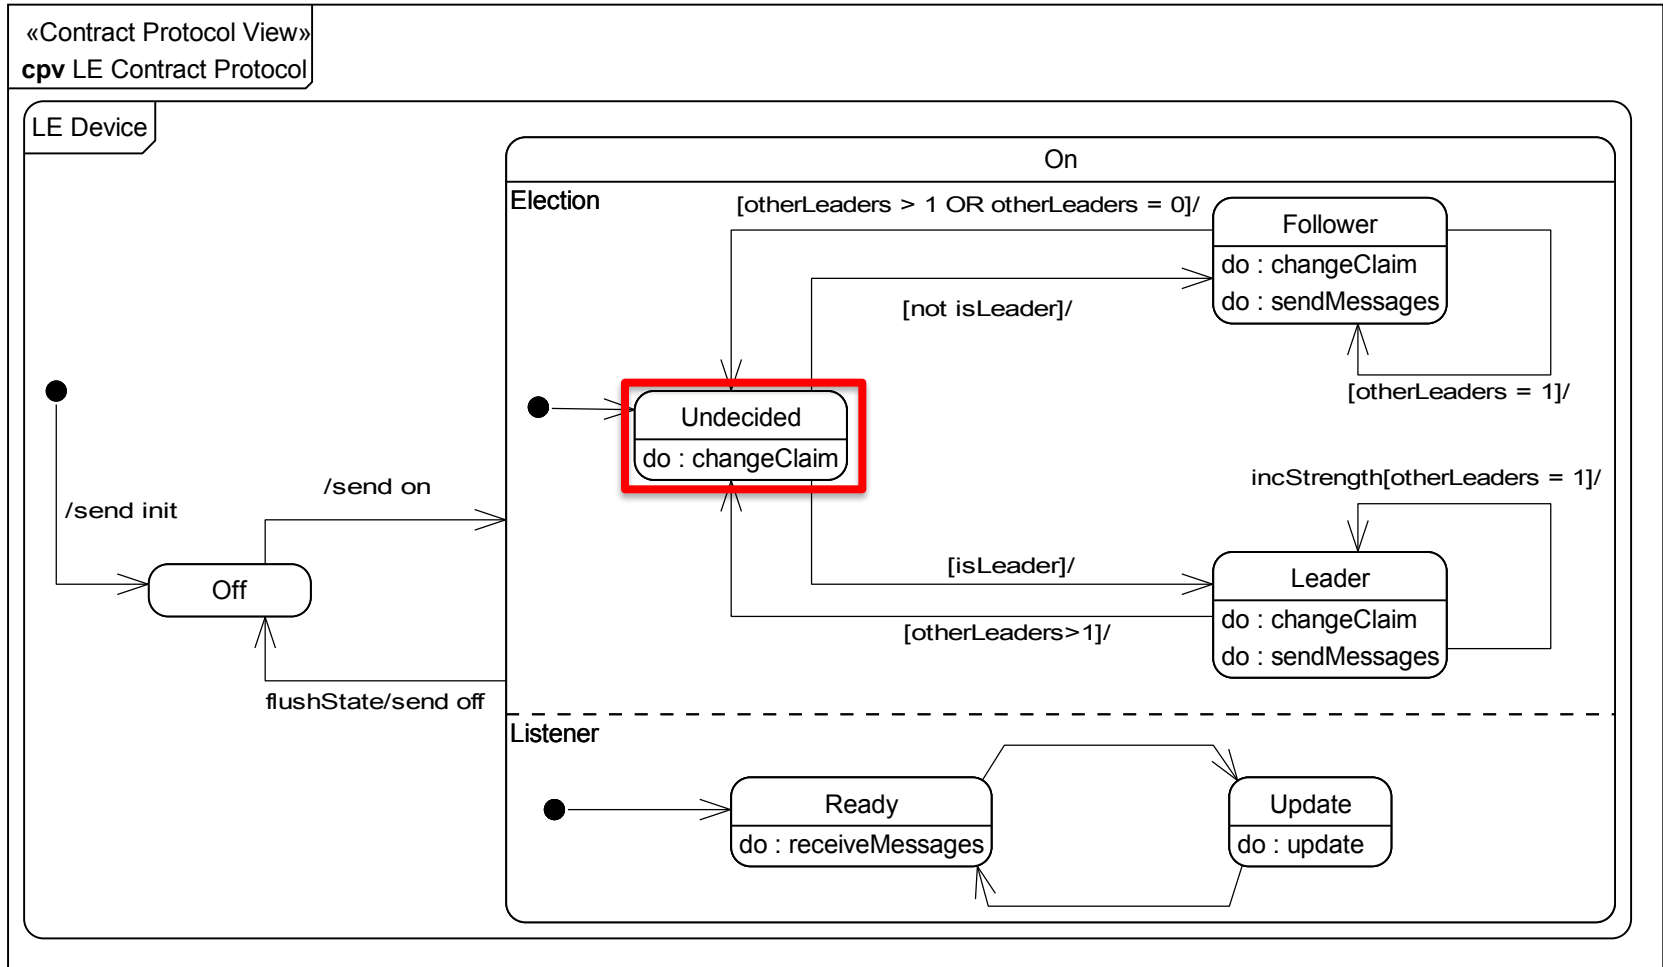 «Contract Protocol View»
cpv LE Contract Protocol
LE Device
On
Election
[otherLeaders > 1 OR otherLeaders = 0]/
Follower
do : changeClaim
do : sendMessages
[not isLeader]/
[otherLeaders = 1]/
Undecided
do : changeClaim
/send on
/send init
incStrength[otherLeaders = 1]/
Off
[isLeader]/
Leader
do : changeClaim
do : sendMessages
[otherLeaders>1]/
flushState/send off
Listener
Ready
do : receiveMessages
Update
do : update